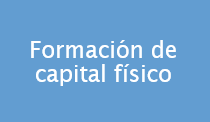 Formación de
capital físico